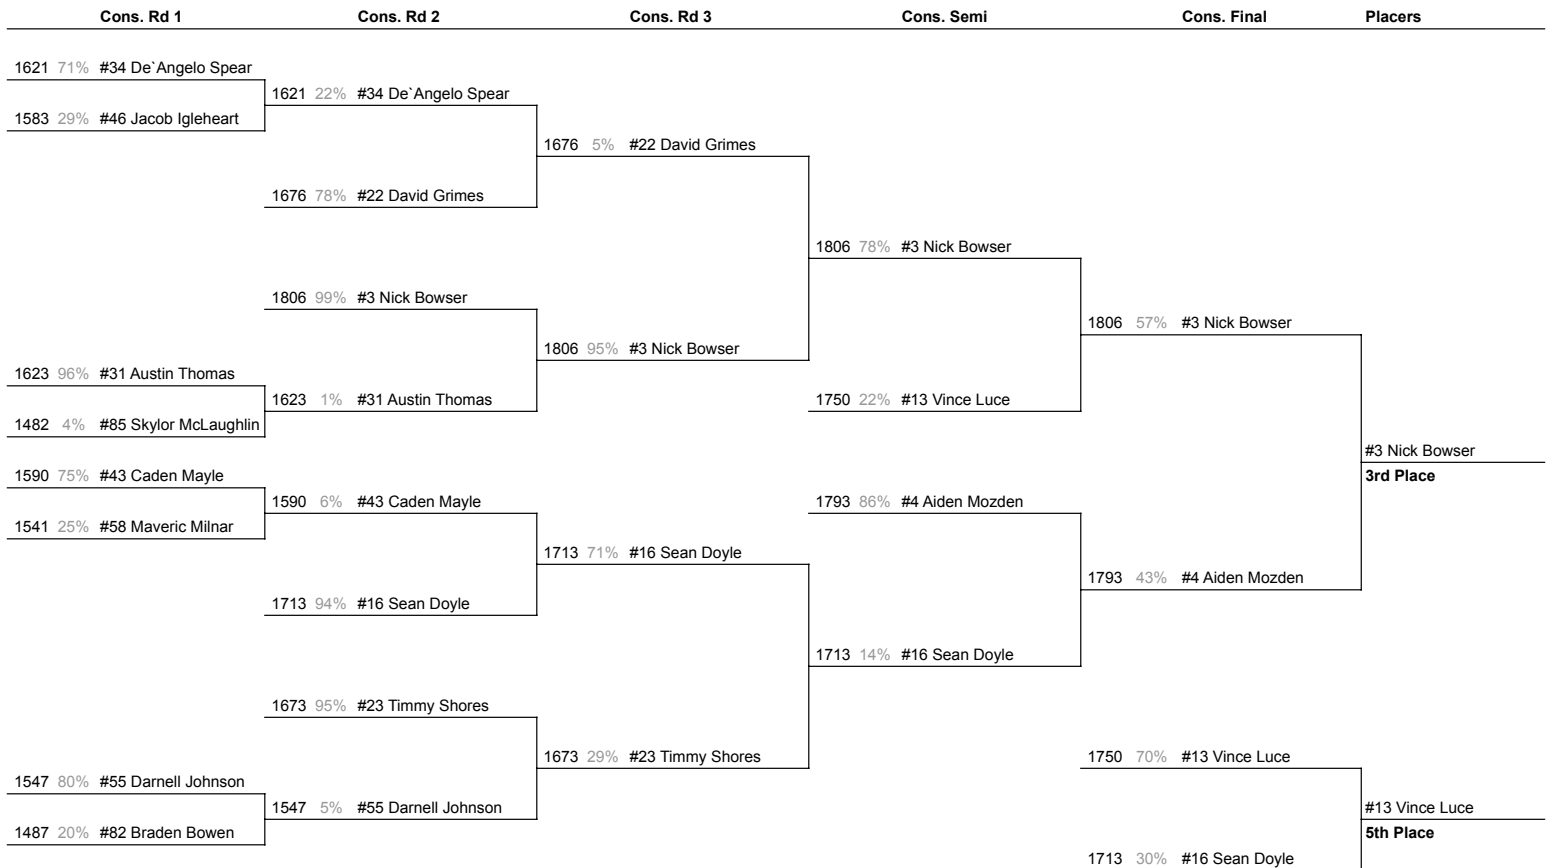 Cons. Rd 1 Cons. Rd 2 Cons. Rd 3 Cons. Semi Cons. Final Placers
1621 71% #34 De`Angelo Spear
1621 22% #34 De`Angelo Spear
1583 29% #46 Jacob Igleheart
1676 5% #22 David Grimes
1676 78% #22 David Grimes
1806 78% #3 Nick Bowser
1806 99% #3 Nick Bowser
1806 57% #3 Nick Bowser
1806 95% #3 Nick Bowser
1623 96% #31 Austin Thomas
1623 1% #31 Austin Thomas
1750 22% #13 Vince Luce
1482 4% #85 Skylor McLaughlin
#3 Nick Bowser
1590 75% #43 Caden Mayle
3rd Place
1590 6% #43 Caden Mayle
1793 86% #4 Aiden Mozden
1541 25% #58 Maveric Milnar
1713 71% #16 Sean Doyle
1793 43% #4 Aiden Mozden
1713 94% #16 Sean Doyle
1713 14% #16 Sean Doyle
1673 95% #23 Timmy Shores
1673 29% #23 Timmy Shores
1750 70% #13 Vince Luce
1547 80% #55 Darnell Johnson
1547 5% #55 Darnell Johnson
#13 Vince Luce
1487 20% #82 Braden Bowen
5th Place
1713 30% #16 Sean Doyle